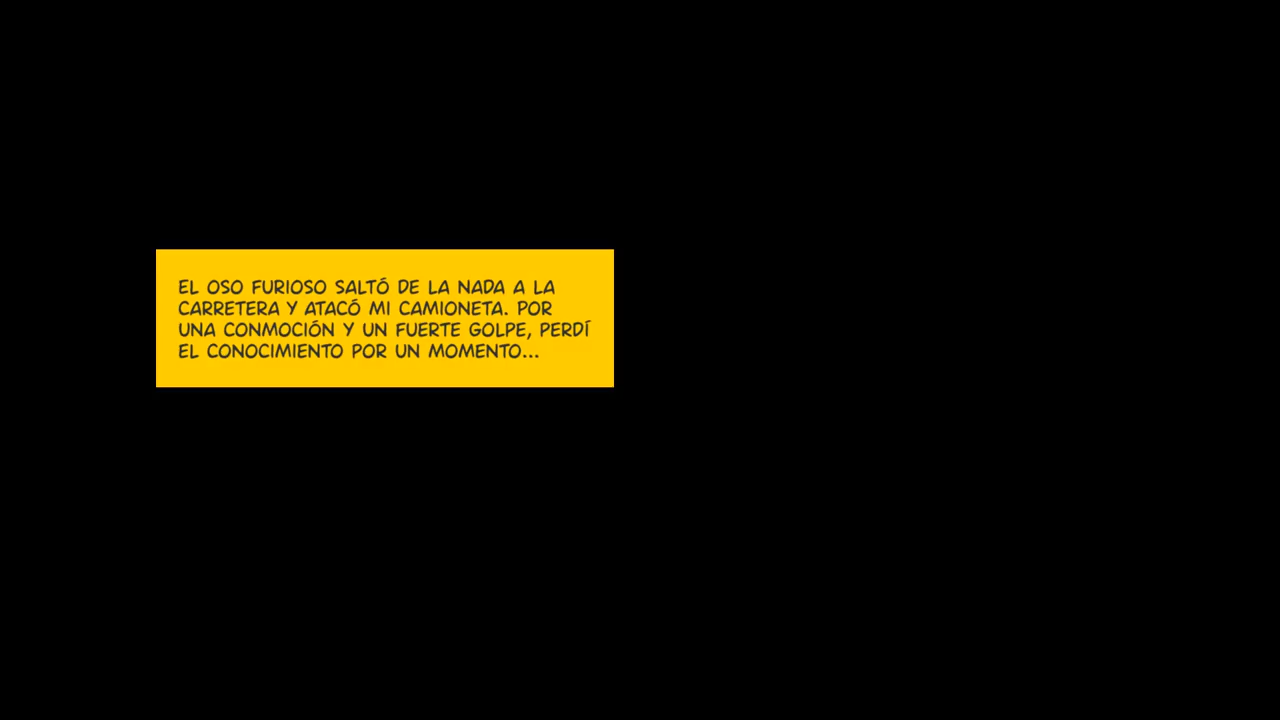 EL OSO FURIOSO SALTÓ DE LA NADA A LA
CARRETERA Y ATACÓ MI CAMIONETA. POR
UNA CONMOCIÓN Y UN FUERTE GOLPE, PERDÍ
EL CONOCIMIENTO POR UN MOMENTO...